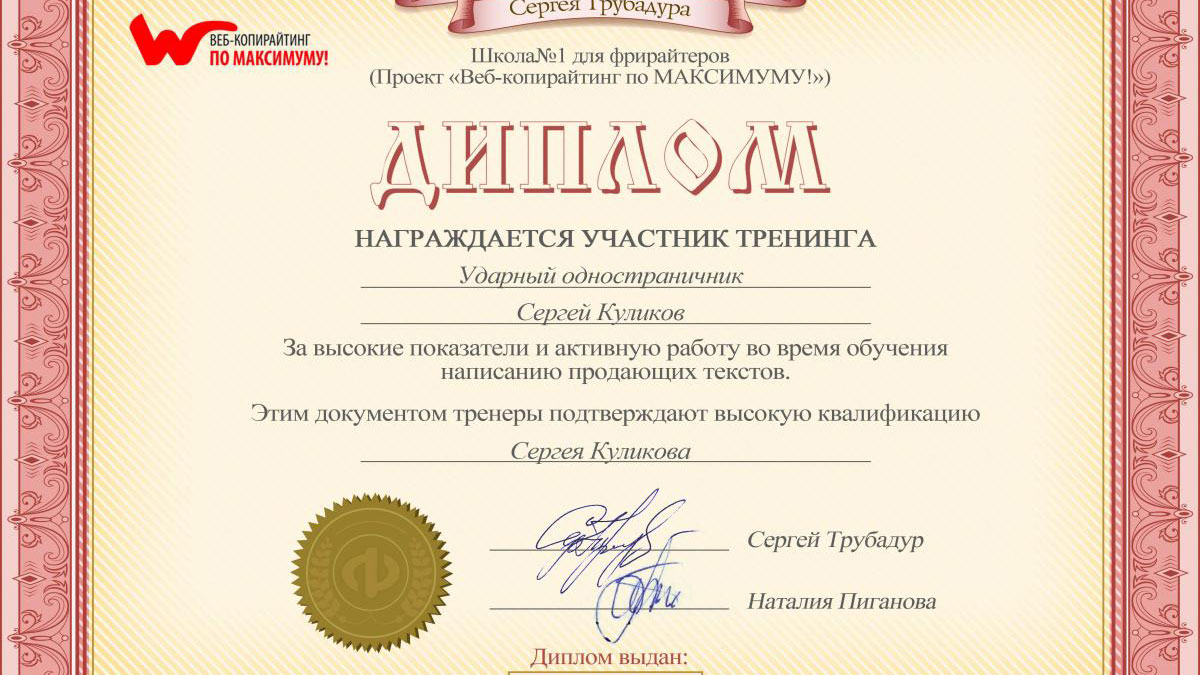 Сергея Трубадура
ВЕБ-КОПИРАЙТИНГ
ПО МАКСИМУМУ!
Школа№1 для фрирайтеров
(Проект «Веб-копирайтинг по МАКСИМУМУ!»)
ДИПЛОМ
НАГРАЖДАЕТСЯ УЧАСТНИК ТРЕНИНГА
Ударный одностраничник
Сергей Куликов
За высокие показатели и активную работу во время обучения
написанию продающих текстов.
Этим документом тренеры подтверждают высокую квалификацию
Сергея Куликова
Сергей Трубадур
Наталия Пиганова
Диплом выдан: